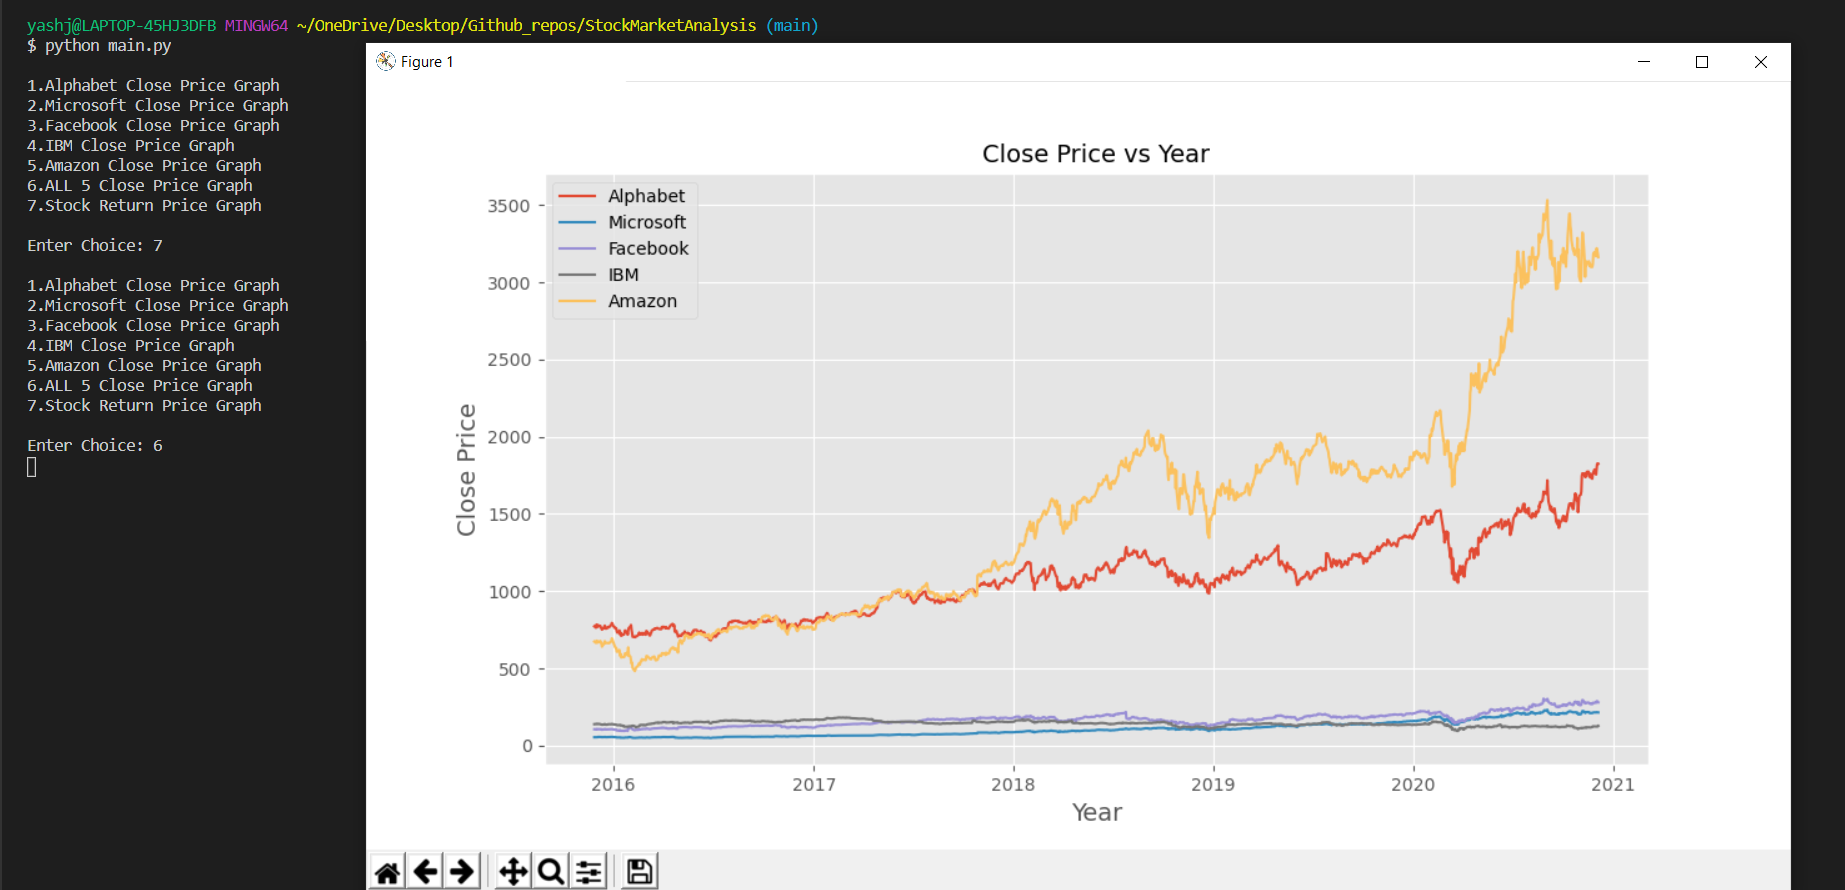 yashj@LAPTOP-45HJ3DFB MINGW64 ~/OneDrive/Desktop/Github_repos/StockMarketAnalysis (main)
$ python main.py
1.Alphabet Close Price Graph
2.Microsoft Close Price Graph
3.Facebook Close Price Graph
4.IBM Close Price Graph
5.Amazon Close Price Graph
6.ALL 5 Close Price Graph
7.Stock Return Price Graph
Enter Choice: 7
1.Alphabet Close Price Graph
2.Microsoft Close Price Graph
3.Facebook Close Price Graph
4.IBM Close Price Graph
5.Amazon Close Price Graph
6.ALL 5 Close Price Graph
7.Stock Return Price Graph
Enter Choice: 6
Figure 1
Close Price vs Year
Alphabet
Microsoft
Facebook
IBM
Amazon
Close Price
3500
3000
2500
2000
1500
1000
500
0
2016 2017 2018 2019 2020 2021
Year